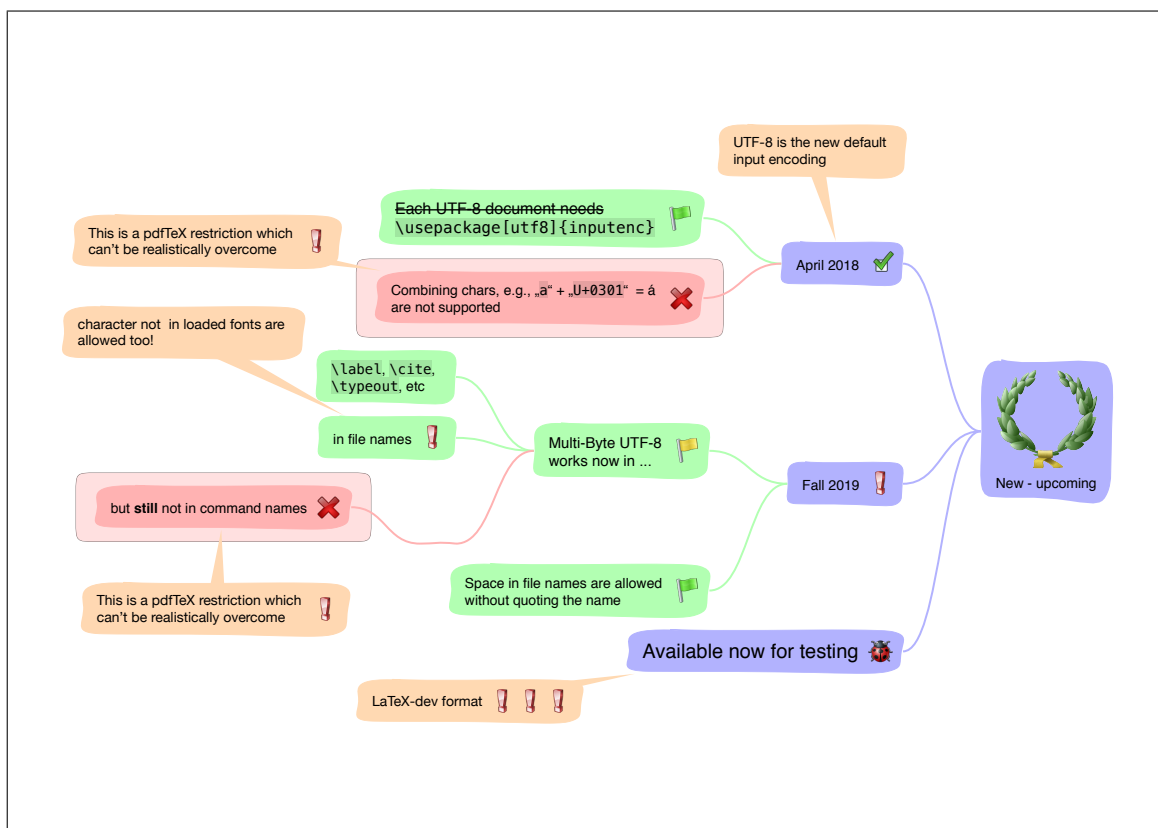 UTF-8 is the new default
input encoding
Each UTF-8 document needs
\usepackage[utf8]{inputenc}
This is a pdfTeX restriction which
can't be realistically overcome
April 2018
Combining chars, e.g., „a“ + „U+0301“ = á
are not supported
character not in loaded fonts are
allowed too!
\label, \cite,
\typeout, etc
in file names
Multi-Byte UTF-8
works now in ...
Fall 2019
New - upcoming
but still not in command names
Space in file names are allowed
without quoting the name
This is a pdfTeX restriction which
can't be realistically overcome
Available now for testing
LaTeX-dev format